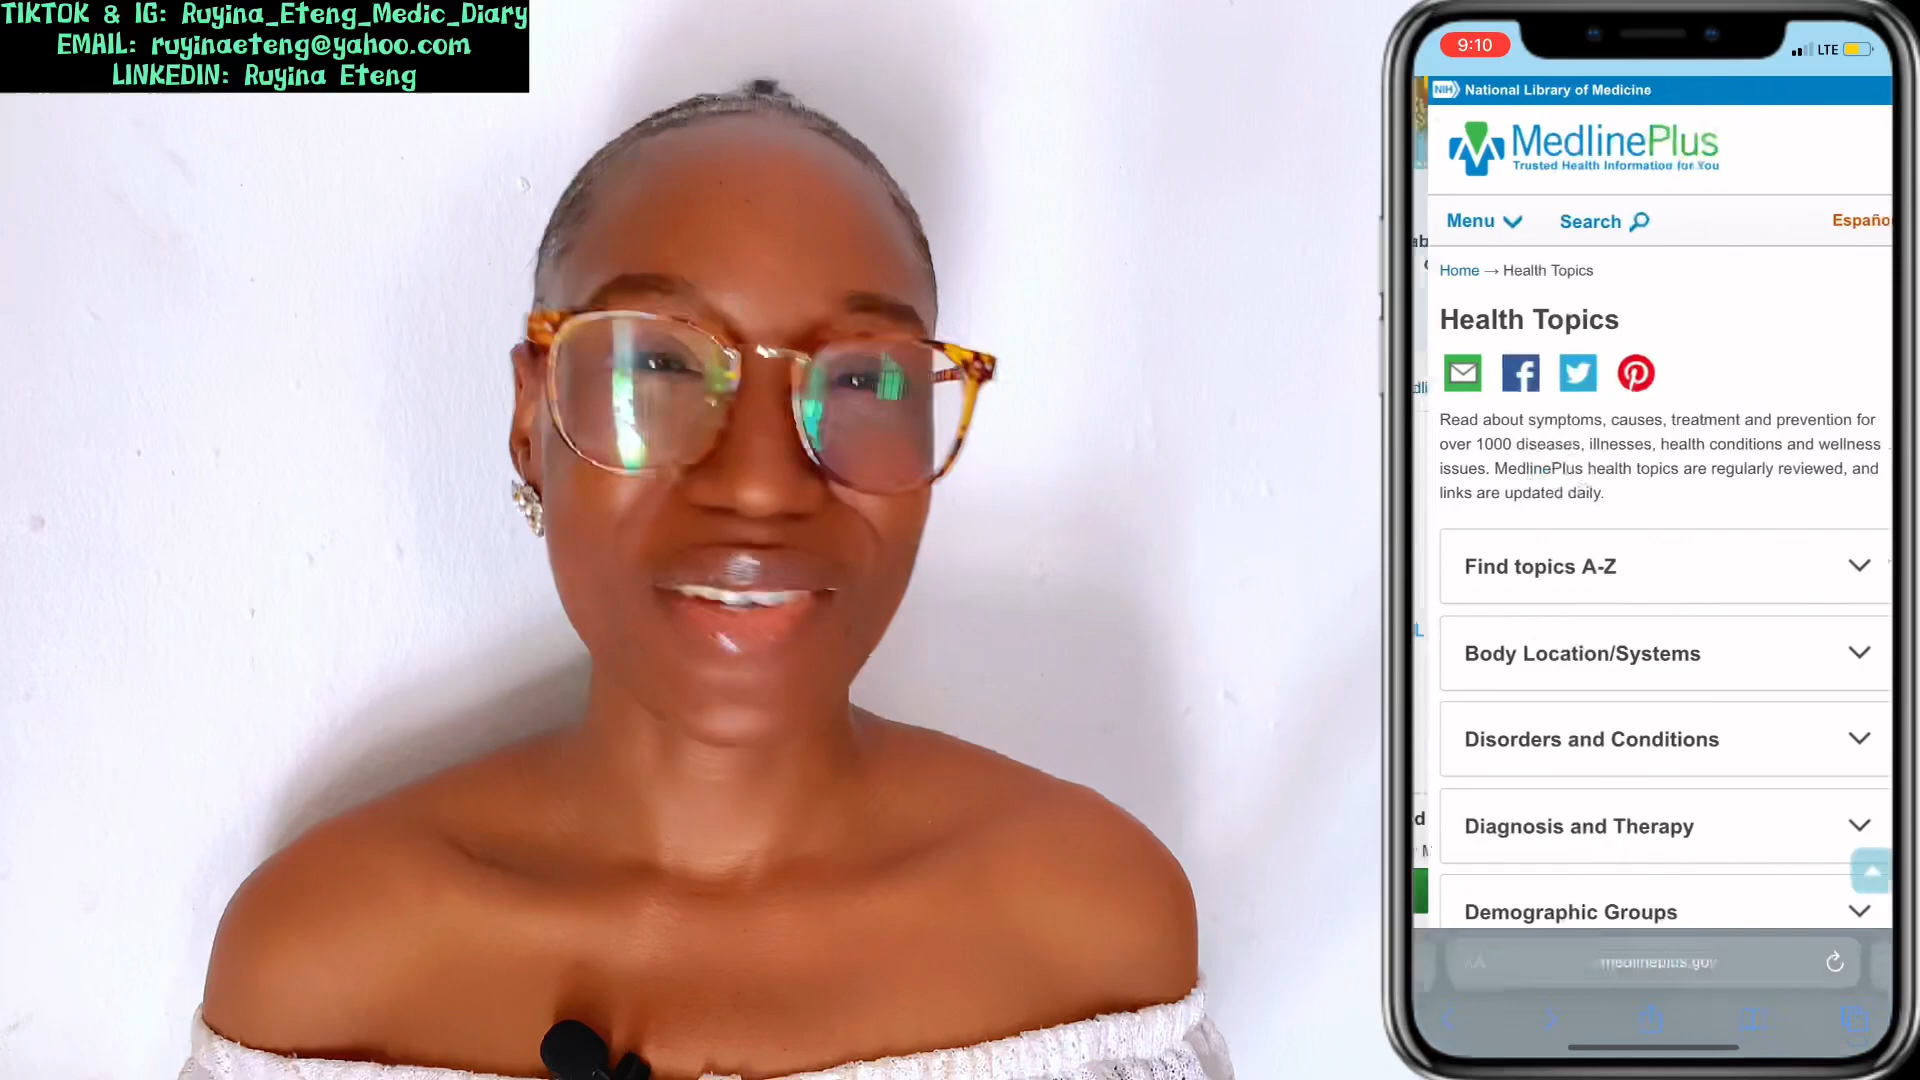 TIKTOK & IG: Ruyina_Eteng_Medic_Diary
EMAIL: ruyinaeteng@yahoo.com
LINKEDIN: Ruyina Eteng
9:10
LTE
NIH National Library of Medicine
MedlinePlus
Trusted Health Information for You
Menu
Search
Españo
Home → Health Topics
Health Topics
Read about symptoms, causes, treatment and prevention for
over 1000 diseases, illnesses, health conditions and wellness
issues. MedlinePlus health topics are regularly reviewed, and
links are updated daily.
Find topics A-Z
Body Location/Systems
Disorders and Conditions
Diagnosis and Therapy
Demographic Groups
AA
medlineplus.gov